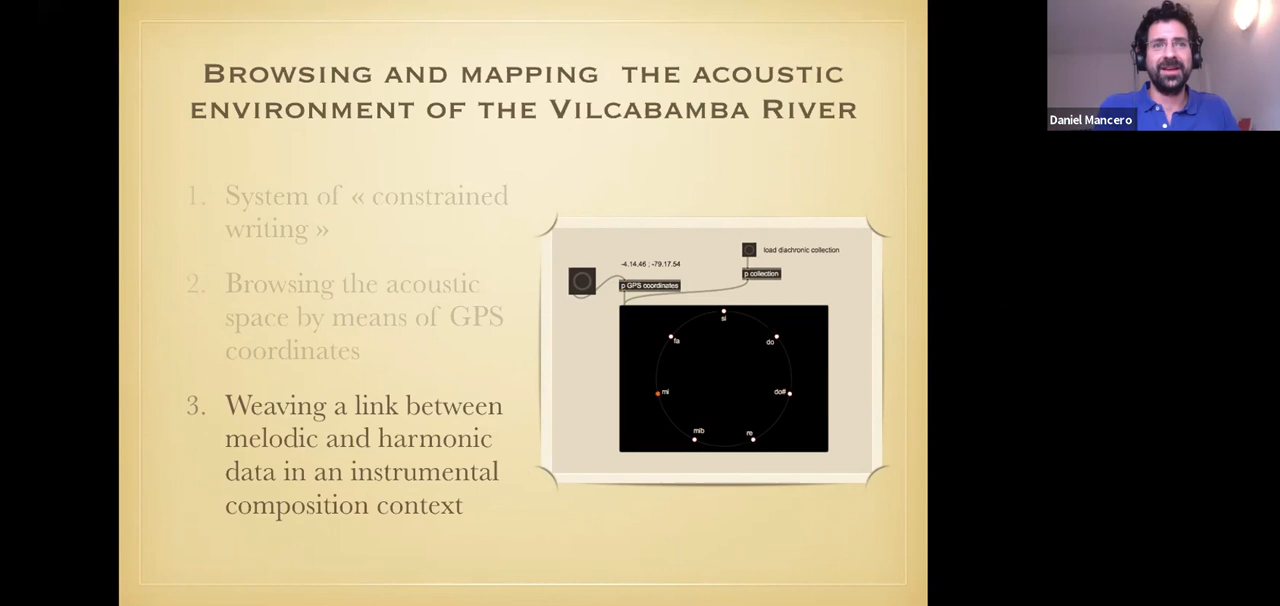 Browsing and mapping the acoustic
environment of the Vilcabamba River
1. System of « constrained
writing »
2. Browsing the acoustic
space by means of GPS
coordinates
3. Weaving a link between
melodic and harmonic
data in an instrumental
composition context
load diachronic collection
-4.14.46 ; -79.17.54
p collection
p GPS coordinates
si
fa
do
mi
do#
mib
re
Daniel Mancero